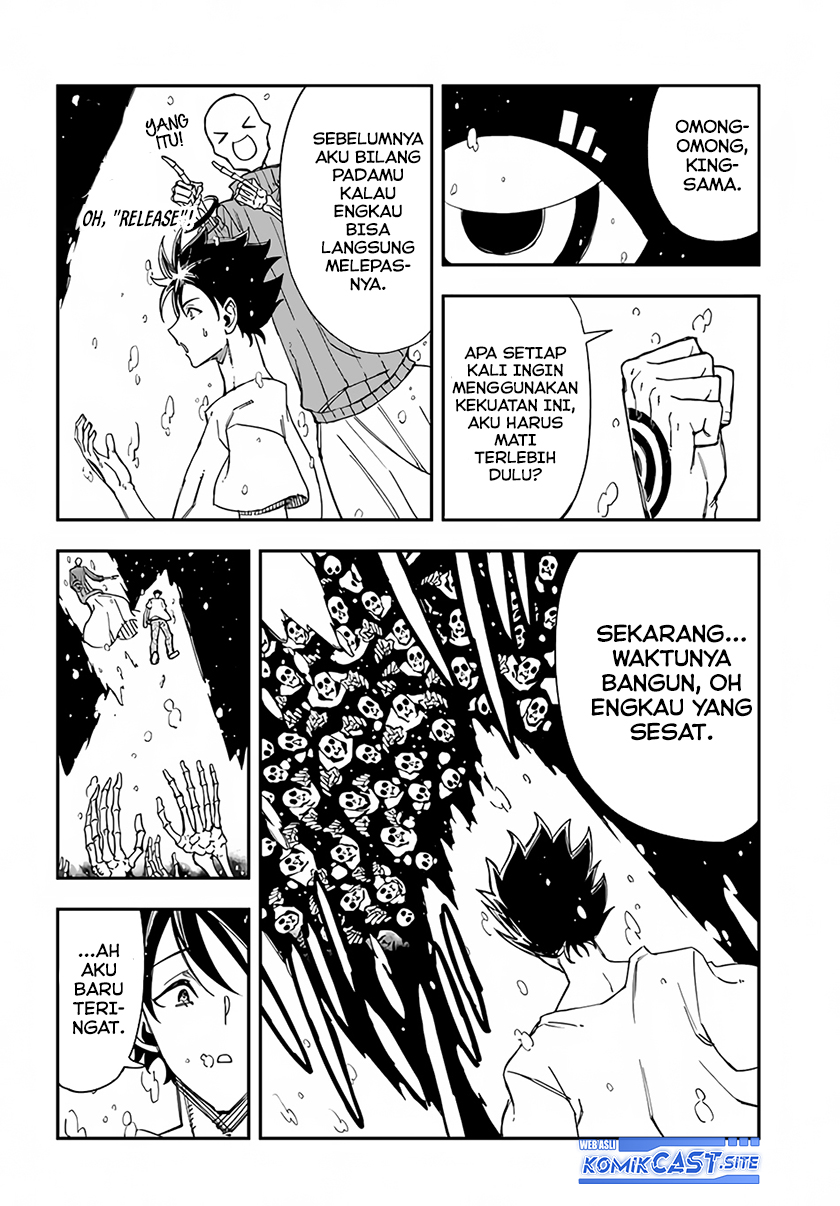 OMONG-
OMONG,
KING-
SAMA.
APA SETIAP
KALI INGIN
MENGGUNAKAN
KEKUATAN INI,
AKU HARUS
MATI
TERLEBIH
DULU?
SEBELUMNYA
AKU BILANG
PADAMU
KALAU
ENGKAU
BISA
LANGSUNG
MELEPAS-
NYA.
YANG
ITU!
OH, "RELEASE"!
SEKARANG...
WAKTUNYA
BANGUN, OH
ENGKAU YANG
SESAT.
...AH
AKU
BARU
TERI-
NGAT.
WEB ASLI
KOMIKCAST.SITE